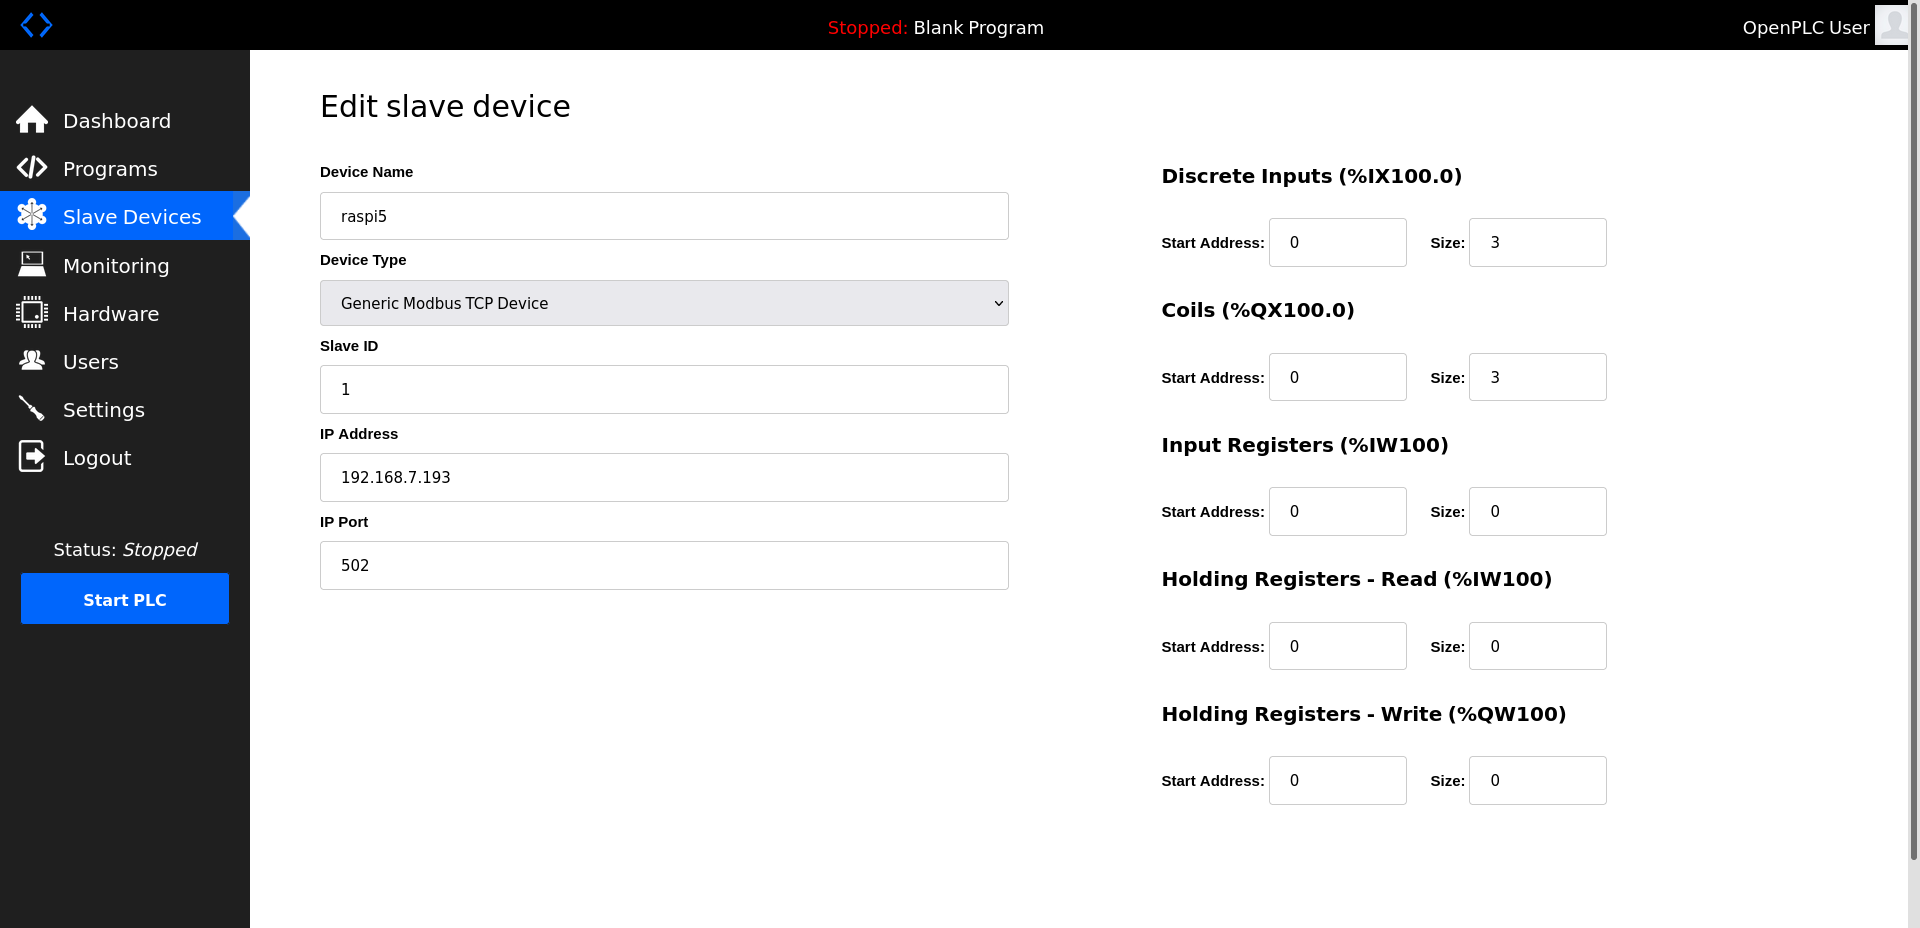 Stopped: Blank Program
OpenPLC User
Dashboard
Programs
Slave Devices
Monitoring
Hardware
Users
Settings
Logout
Status: Stopped
Start PLC
Edit slave device
Device Name
raspi5
Device Type
Generic Modbus TCP Device
Slave ID
1
IP Address
192.168.7.193
IP Port
502
Discrete Inputs (%IX100.0)
Start Address: 0 Size: 3
Coils (%QX100.0)
Start Address: 0 Size: 3
Input Registers (%IW100)
Start Address: 0 Size: 0
Holding Registers - Read (%IW100)
Start Address: 0 Size: 0
Holding Registers - Write (%QW100)
Start Address: 0 Size: 0